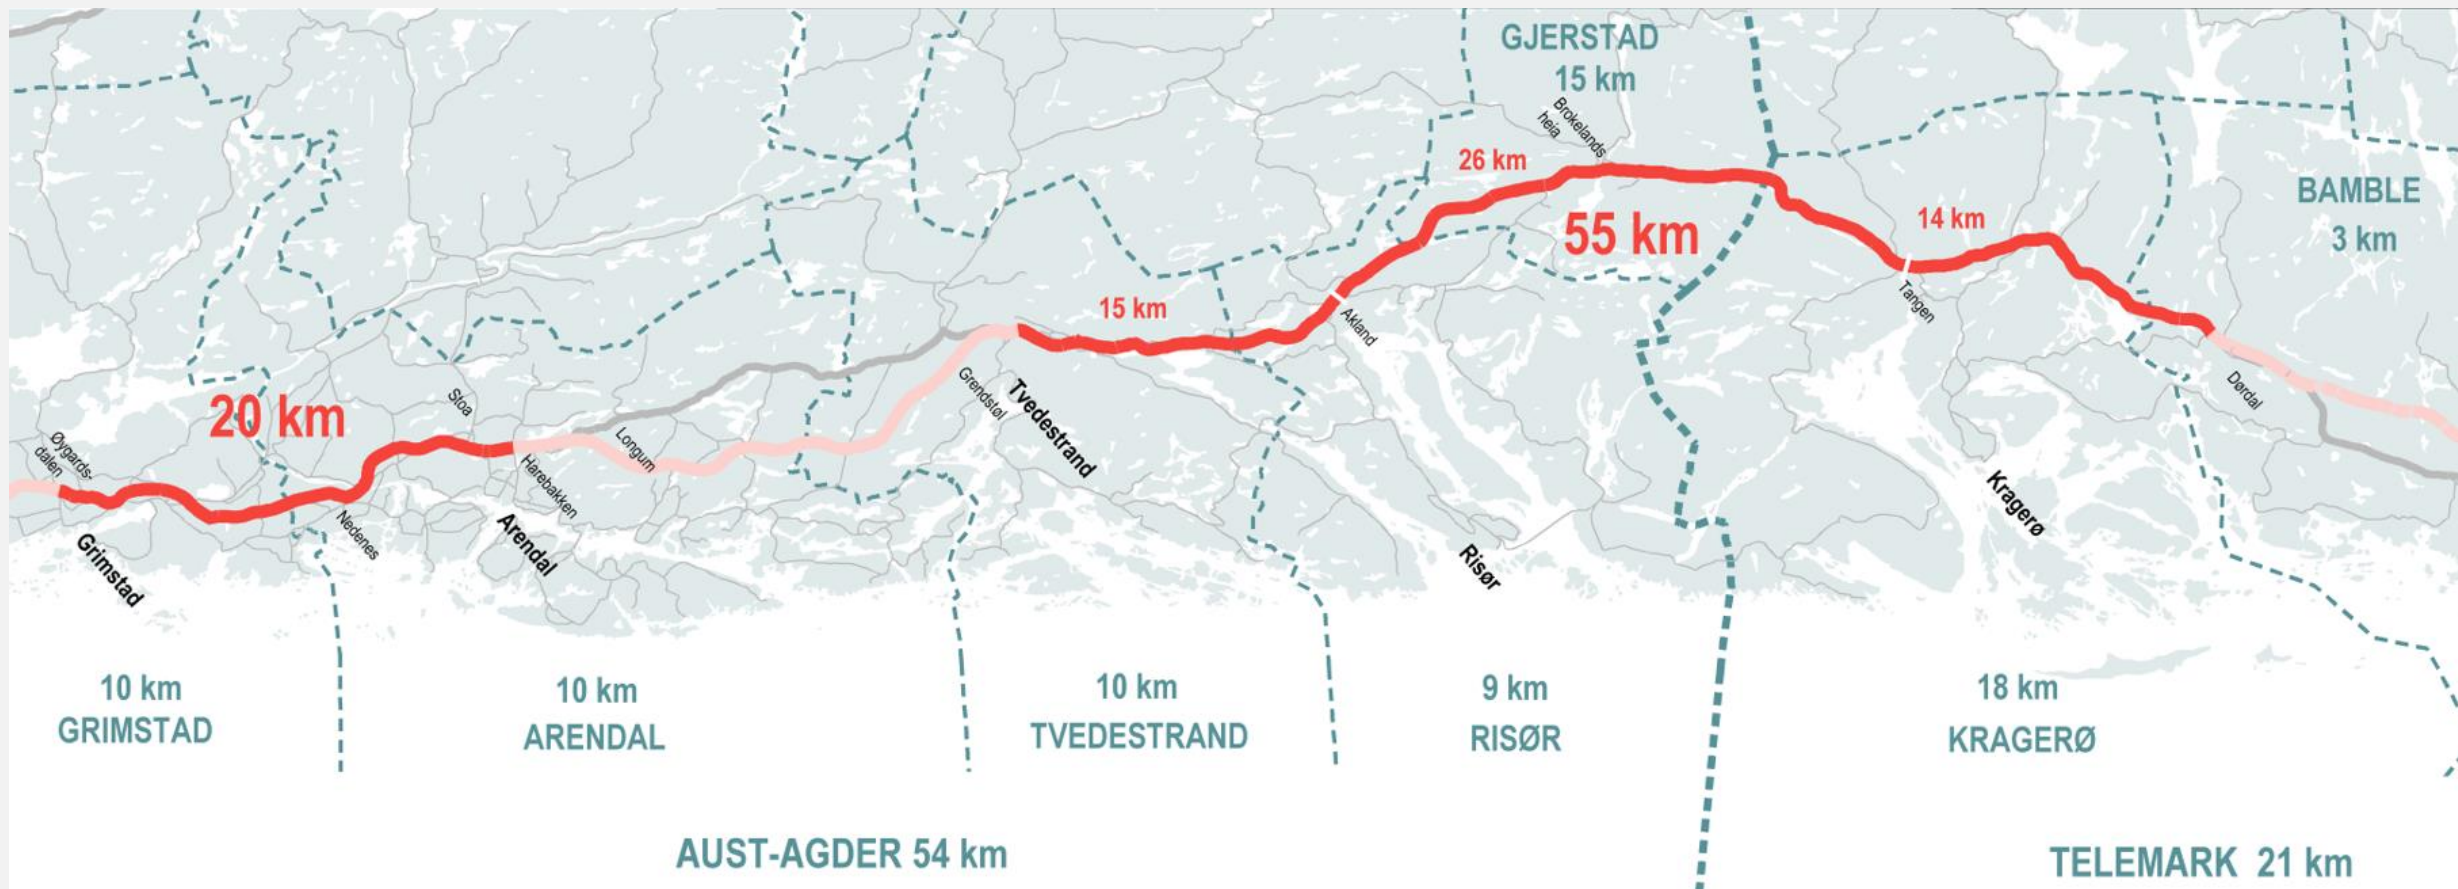 GJERSTAD
15 km
Brokelands
heia
26 km
55 km
14 km
BAMBLE
3 km
15 km
Akland
Tangen
Dørdal
20 km
Stoa
Øygards-
dalen
Longum
Harebakken
Grendstøl
Tvedestrand
Nedenes
Grimstad
Arendal
Risør
Kragerø
10 km
GRIMSTAD
10 km
ARENDAL
10 km
TVEDESTRAND
9 km
RISØR
18 km
KRAGERØ
AUST-AGDER 54 km
TELEMARK 21 km